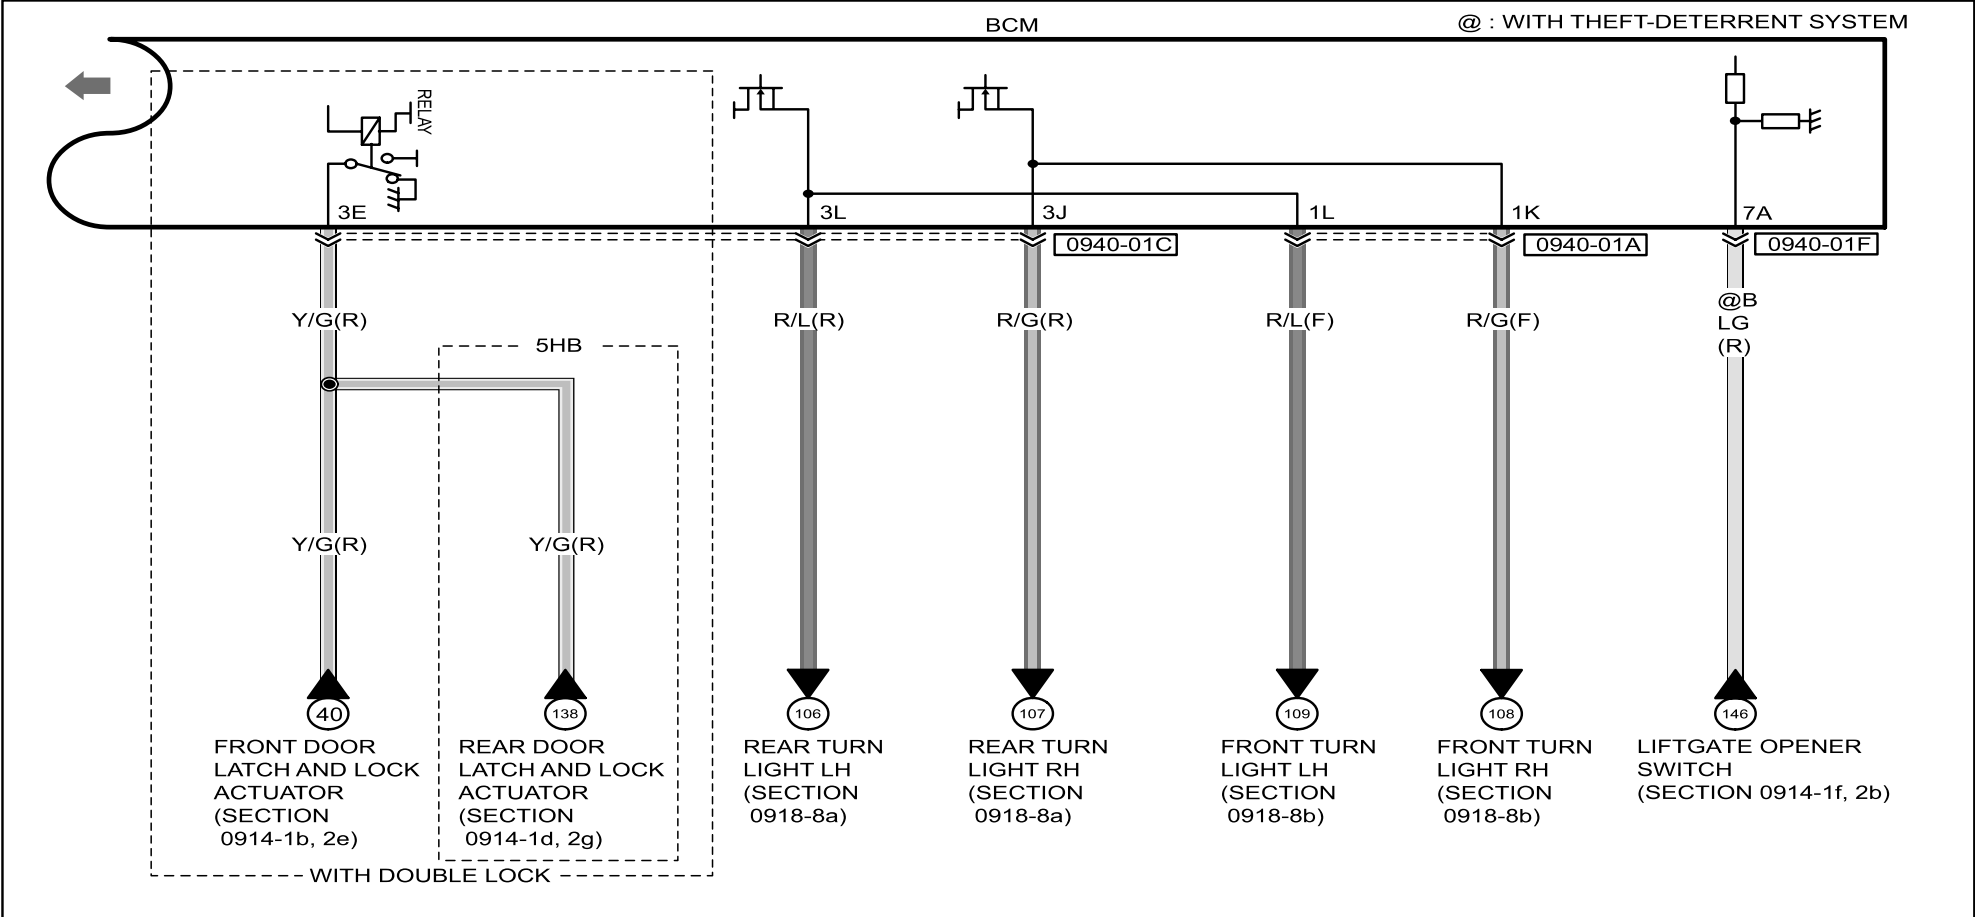 BCM
@ : WITH THEFT-DETERRENT SYSTEM
RELAY
3E
3L
3J
1L
1K
7A
0940-01C
0940-01A
0940-01F
Y/G(R)
R/L(R)
R/G(R)
R/L(F)
R/G(F)
@B
LG
(R)
5HB
Y/G(R)
Y/G(R)
40
138
106
107
109
108
146
FRONT DOOR
LATCH AND LOCK
ACTUATOR
(SECTION
0914-1b, 2e)
REAR DOOR
LATCH AND LOCK
ACTUATOR
(SECTION
0914-1d, 2g)
REAR TURN
LIGHT LH
(SECTION
0918-8a)
REAR TURN
LIGHT RH
(SECTION
0918-8a)
FRONT TURN
LIGHT LH
(SECTION
0918-8b)
FRONT TURN
LIGHT RH
(SECTION
0918-8b)
LIFTGATE OPENER
SWITCH
(SECTION 0914-1f, 2b)
WITH DOUBLE LOCK